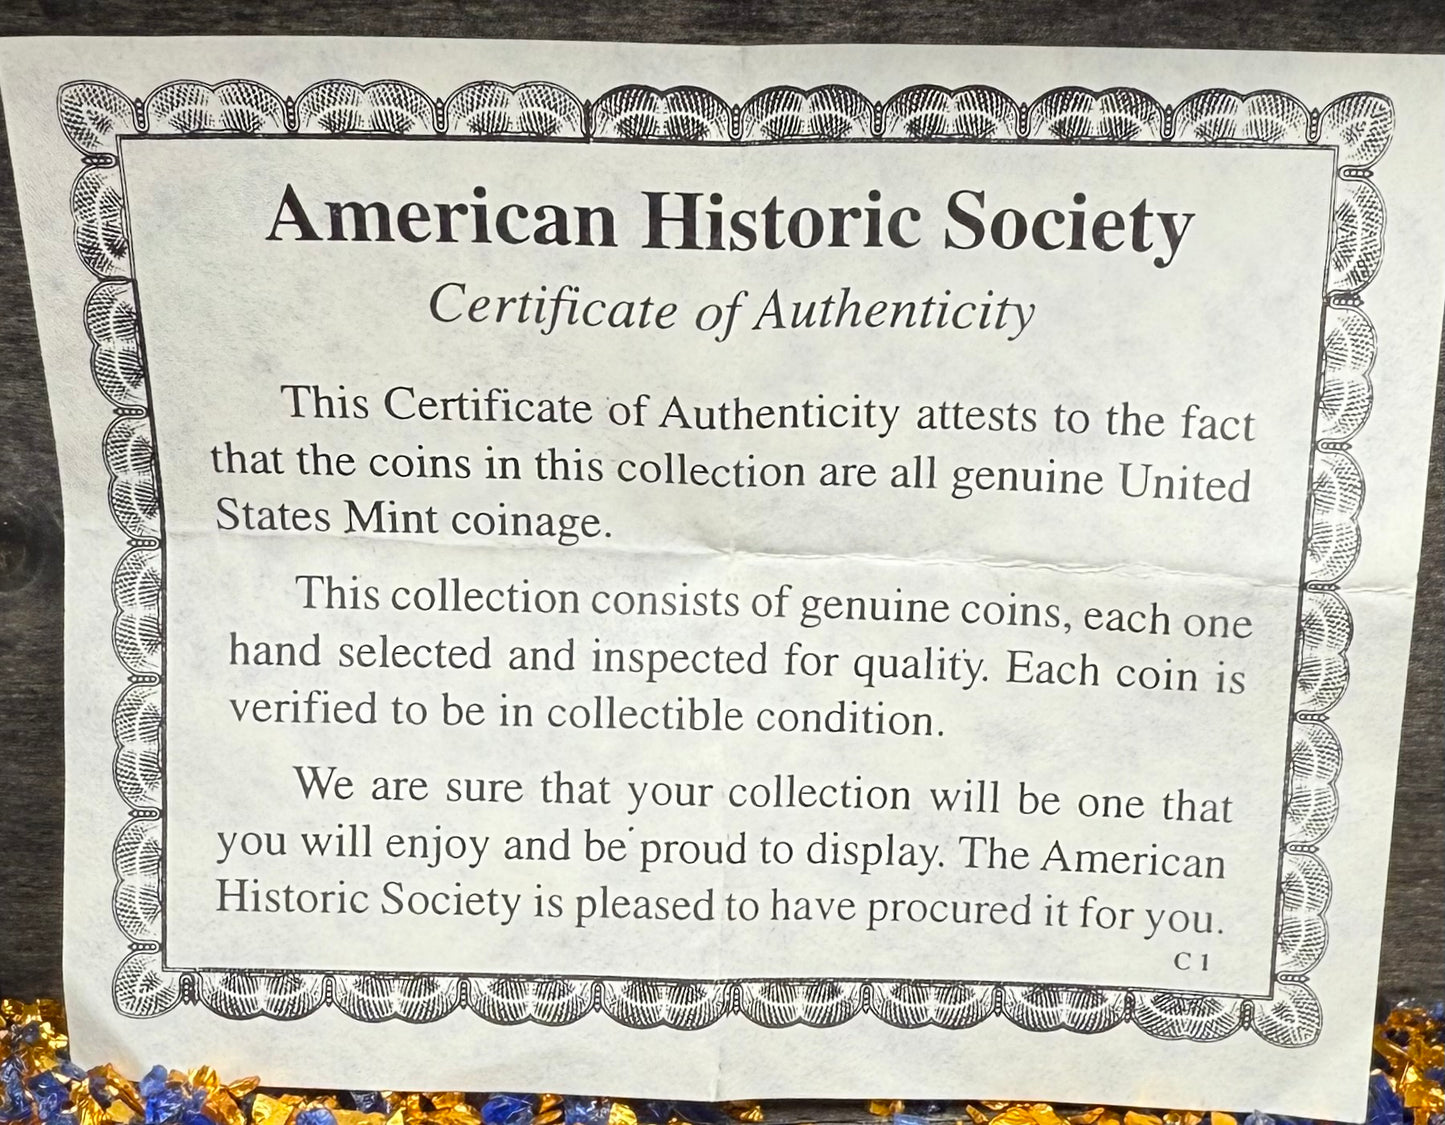 American Historic Society
Certificate of Authenticity
This Certificate of Authenticity attests to the fact
that the coins in this collection are all genuine United
States Mint coinage.
This collection consists of genuine coins, each one
hand selected and inspected for quality. Each coin is
verified to be in collectible condition.
We are sure that your collection will be one that
you will enjoy and be proud to display. The American
Historic Society is pleased to have procured it for you.
C 1